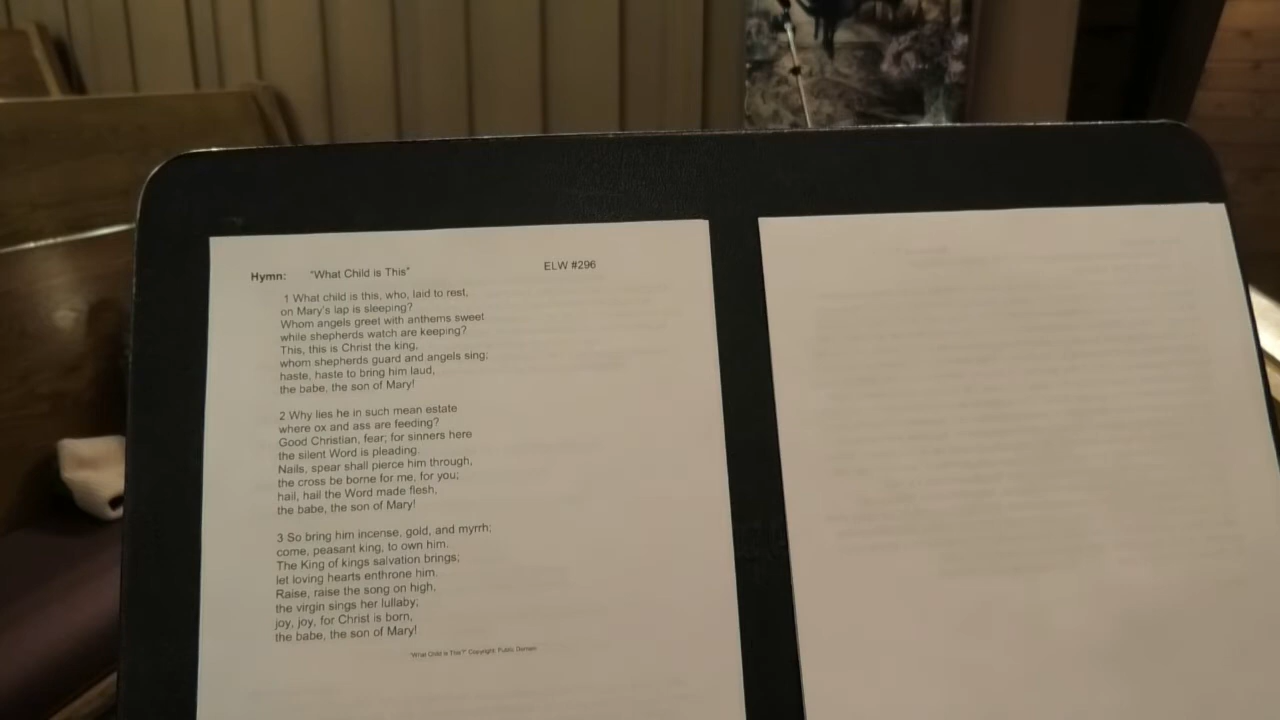 Hymn: "What Child is This" ELW #296
1 What child is this, who, laid to rest,
on Mary's lap is sleeping?
Whom angels greet with anthems sweet
while shepherds watch are keeping?
This, this is Christ the king,
whom shepherds guard and angels sing;
haste, haste to bring him laud,
the babe, the son of Mary!
2 Why lies he in such mean estate
where ox and ass are feeding?
Good Christian, fear; for sinners here
the silent Word is pleading.
Nails, spear shall pierce him through,
the cross be borne for me, for you;
hail, hail the Word made flesh,
the babe, the son of Mary!
3 So bring him incense, gold, and myrrh;
come, peasant king, to own him.
The King of kings salvation brings;
let loving hearts enthrone him.
Raise, raise the song on high,
the virgin sings her lullaby;
joy, joy, for Christ is born,
the babe, the son of Mary!
"What Child is This?" Copyright: Public Domain